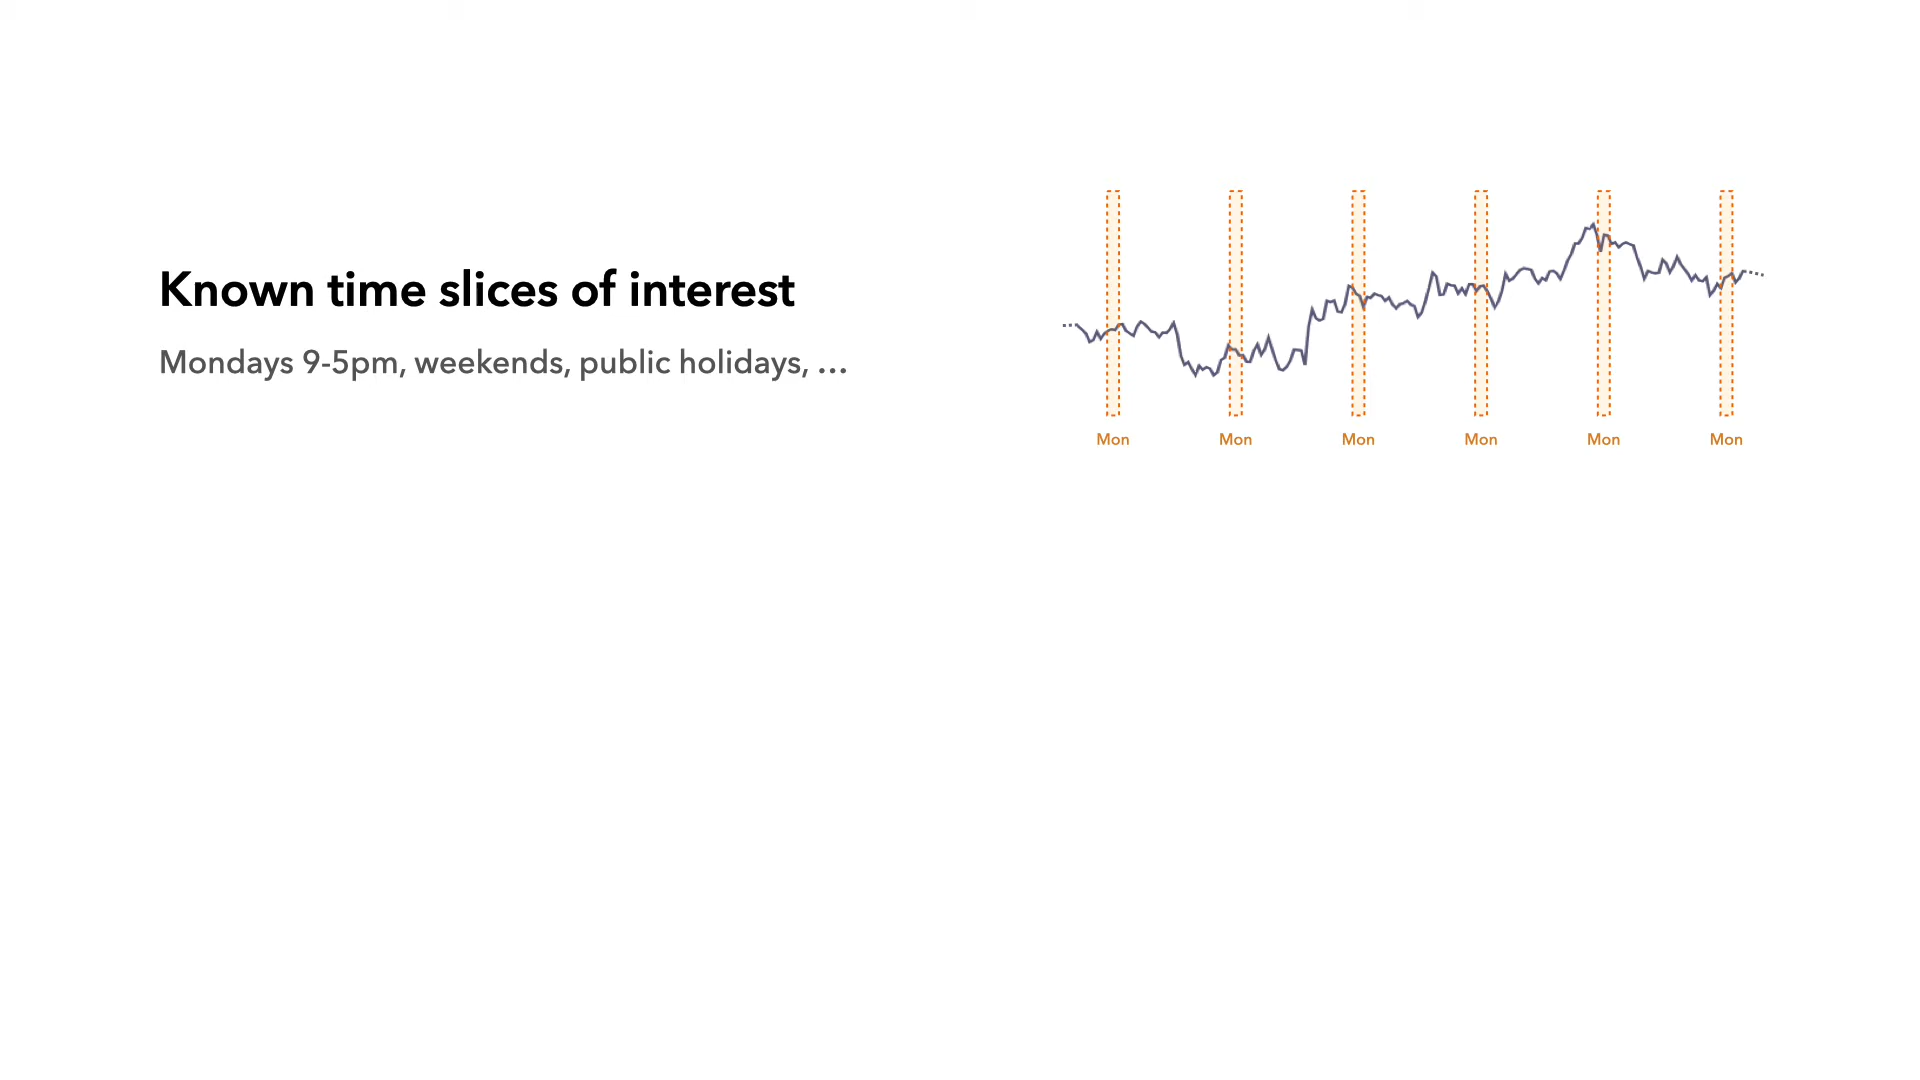 Known time slices of interest
Mondays 9-5pm, weekends, public holidays, ...
Mon Mon Mon Mon Mon Mon